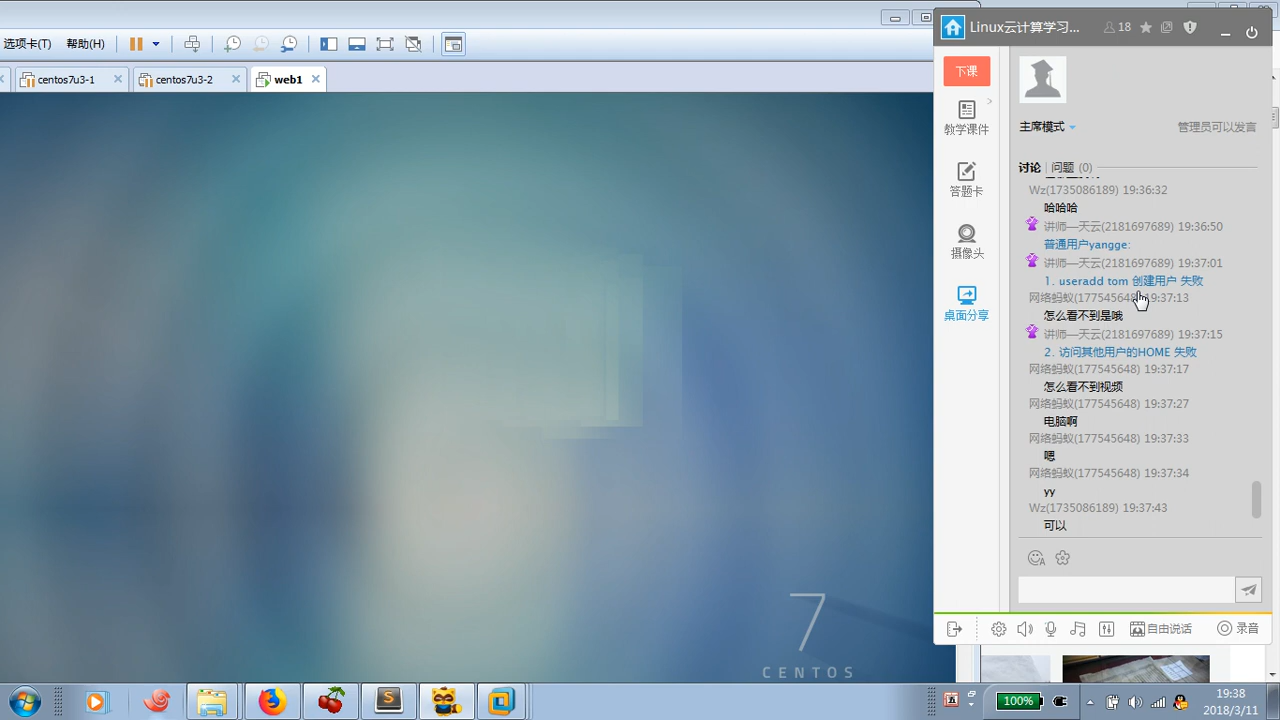 选项卡(T) 帮助(H)
centos7u3-1
centos7u3-2
web1
7
CENTOS
Linux云计算学习...
18
下课
教学课件
答题卡
摄像头
桌面分享
主席模式
管理员可以发言
讨论 | 问题 (0)
Wz(1735086189) 19:36:32
哈哈哈
讲师—天云(2181697689) 19:36:50
普通用户yangge:
讲师—天云(2181697689) 19:37:01
1. useradd tom 创建用户 失败
网络蚂蚁(177545648) 19:37:13
怎么看不到是哦
讲师—天云(2181697689) 19:37:15
2. 访问其他用户的HOME 失败
网络蚂蚁(177545648) 19:37:17
怎么看不到视频
网络蚂蚁(177545648) 19:37:27
电脑啊
网络蚂蚁(177545648) 19:37:33
嗯
网络蚂蚁(177545648) 19:37:34
yy
Wz(1735086189) 19:37:43
可以
自由说话
录音
100%
19:38
2018/3/11